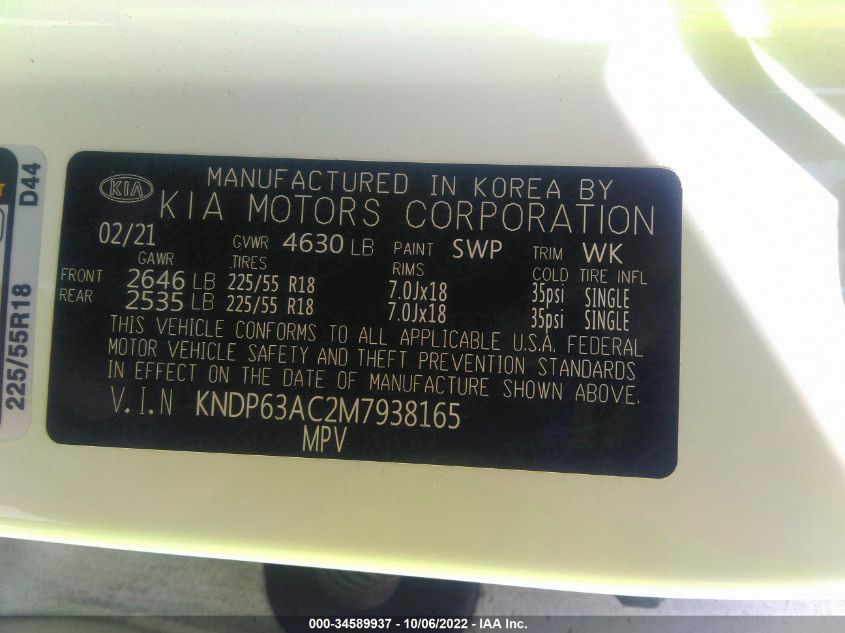 KIA
MANUFACTURED IN KOREA BY
KIA MOTORS CORPORATION
02/21 GVWR 4630 LB PAINT SWP TRIM WK
GAWR TIRES RIMS COLD TIRE INFL
FRONT 2646 LB 225/55 R18 7.0Jx18 35psi SINGLE
REAR 2535 LB 225/55 R18 7.0Jx18 35psi SINGLE
THIS VEHICLE CONFORMS TO ALL APPLICABLE U.S.A. FEDERAL
MOTOR VEHICLE SAFETY AND THEFT PREVENTION STANDARDS
IN EFFECT ON THE DATE OF MANUFACTURE SHOWN ABOVE.
V.I.N KNDP63AC2M7938165
MPV
225/55R18 D44
000-34589937 - 10/06/2022 - IAA Inc.